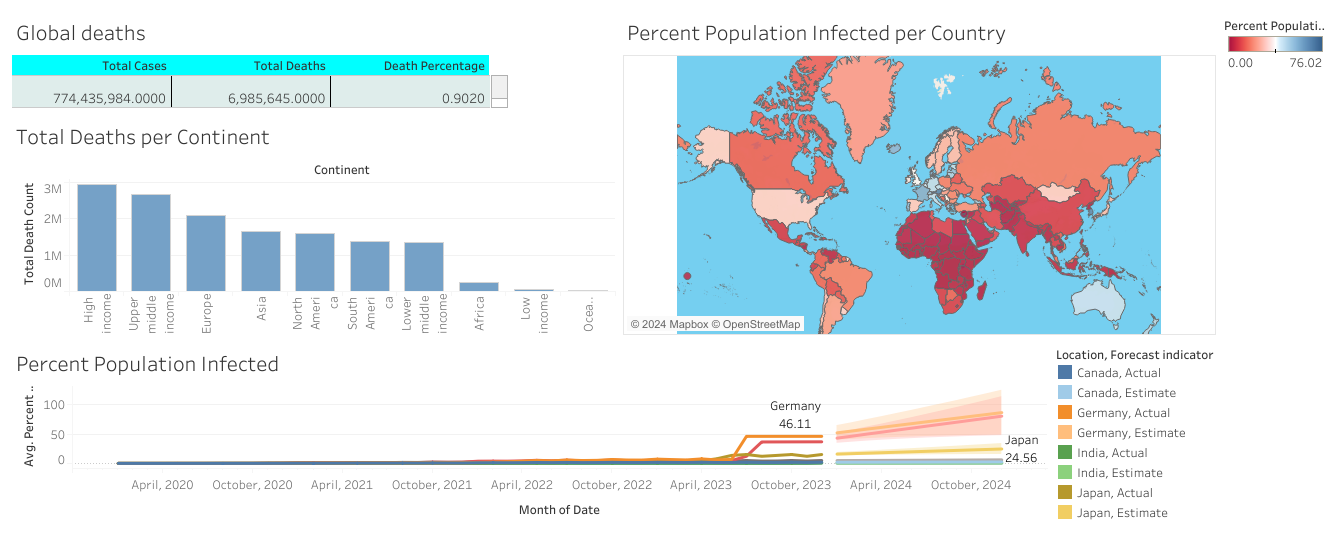 Global deaths
Total Cases Total Deaths Death Percentage
774,435,984.0000 6,985,645.0000 0.9020
Total Deaths per Continent
Continent
Total Death Count
3M
2M
1M
0M
High
income
Upper
middle
income
Europe
Asia
North
Ameri
ca
South
Ameri
ca
Lower
middle
income
Africa
Low
income
Ocea..
Percent Population Infected per Country
© 2024 Mapbox © OpenStreetMap
Percent Populati..
0.00 76.02
Percent Population Infected
Avg. Percent ..
100
50
0
Germany
46.11
Japan
24.56
April, 2020 October, 2020 April, 2021 October, 2021 April, 2022 October, 2022 April, 2023 October, 2023 April, 2024 October, 2024
Month of Date
Location, Forecast indicator
Canada, Actual
Canada, Estimate
Germany, Actual
Germany, Estimate
India, Actual
India, Estimate
Japan, Actual
Japan, Estimate